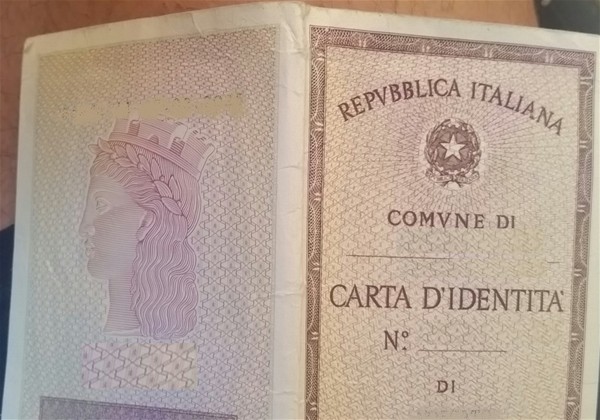 REPVBBLICA ITALIANA
COMVNE DI
CARTA D'IDENTITA'
N°.
DI